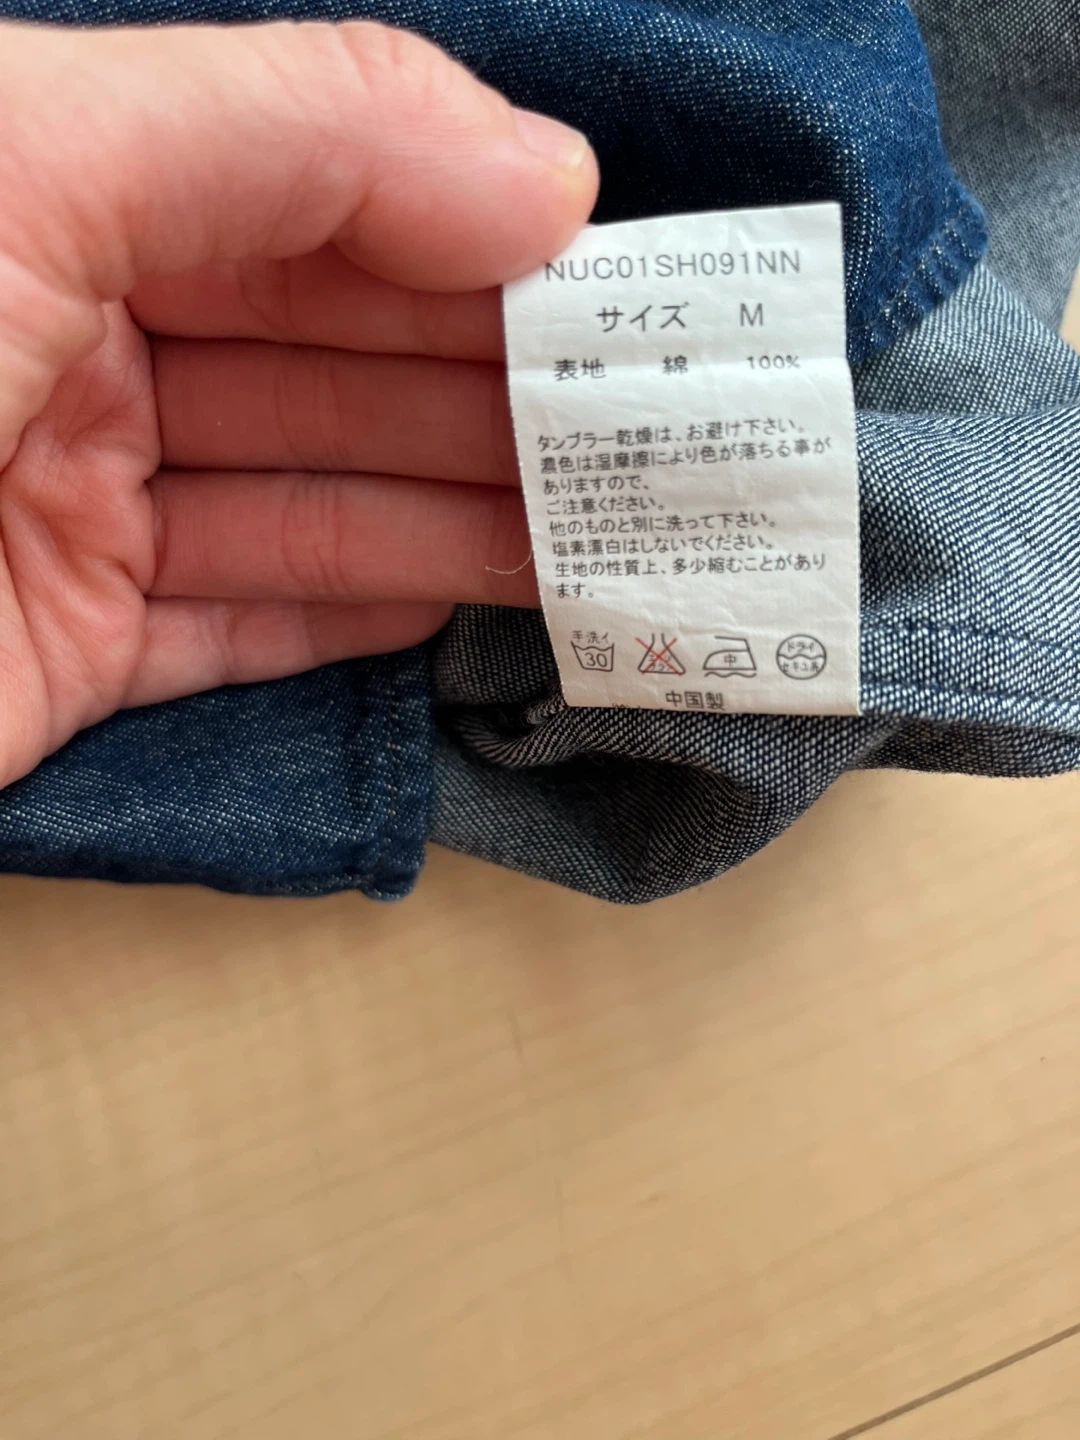 NUC01SH091NN
サイズ M
表地 綿 100%
タンブラー乾燥は、お避け下さい。
濃色は湿摩擦により色が落ちる事が
ありますので、
ご注意ください。
他のものと別に洗って下さい。
塩素漂白はしないでください。
生地の性質上、多少縮むことがあり
ます。
手洗イ 30 中 ドライ セキユ系
中国製